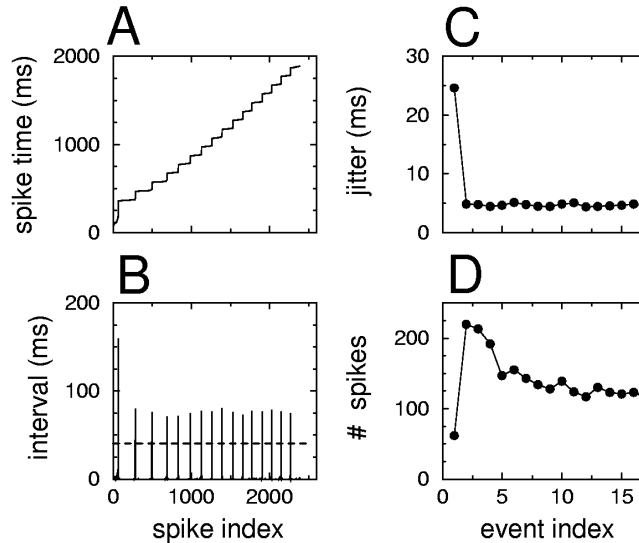 A
spike time (ms)
2000
1000
0
B
interval (ms)
200
100
0
0 1000 2000
spike index
C
jitter (ms)
30
20
10
0
D
# spikes
200
100
0
0 5 10 15
event index